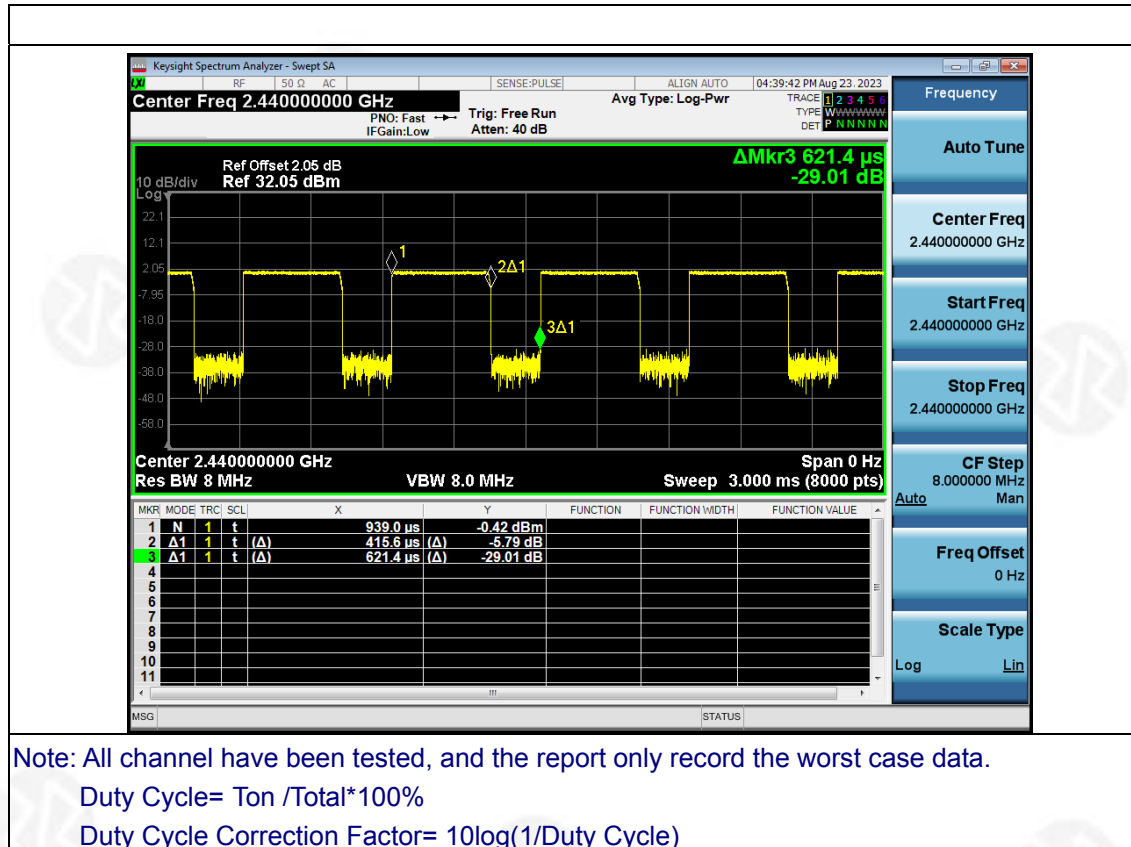 Keysight Spectrum Analyzer - Swept SA
LXI RF 50 Ω AC SENSE:PULSE ALIGN AUTO 04:39:42 PM Aug 23, 2023
Center Freq 2.440000000 GHz
PNO: Fast
IFGain:Low
Trig: Free Run
Atten: 40 dB
Avg Type: Log-Pwr
TRACE 1 2 3 4 5 6
TYPE WWWWWW
DET P N N N N N
ΔMkr3 621.4 µs
-29.01 dB
Ref Offset 2.05 dB
10 dB/div Ref 32.05 dBm
Log
22.1
12.1
2.05
-7.95
-18.0
-28.0
-38.0
-48.0
-58.0
1
2Δ1
3Δ1
Center 2.440000000 GHz Span 0 Hz
Res BW 8 MHz VBW 8.0 MHz Sweep 3.000 ms (8000 pts)
MKR MODE TRC SCL X Y FUNCTION FUNCTION WIDTH FUNCTION VALUE
1 N 1 t 939.0 µs -0.42 dBm
2 Δ1 1 t (Δ) 415.6 µs (Δ) -5.79 dB
3 Δ1 1 t (Δ) 621.4 µs (Δ) -29.01 dB
4
5
6
7
8
9
10
11
MSG STATUS
Frequency
Auto Tune
Center Freq
2.440000000 GHz
Start Freq
2.440000000 GHz
Stop Freq
2.440000000 GHz
CF Step
8.000000 MHz
Auto Man
Freq Offset
0 Hz
Scale Type
Log Lin
Note: All channel have been tested, and the report only record the worst case data.
Duty Cycle= Ton /Total*100%
Duty Cycle Correction Factor= 10log(1/Duty Cycle)